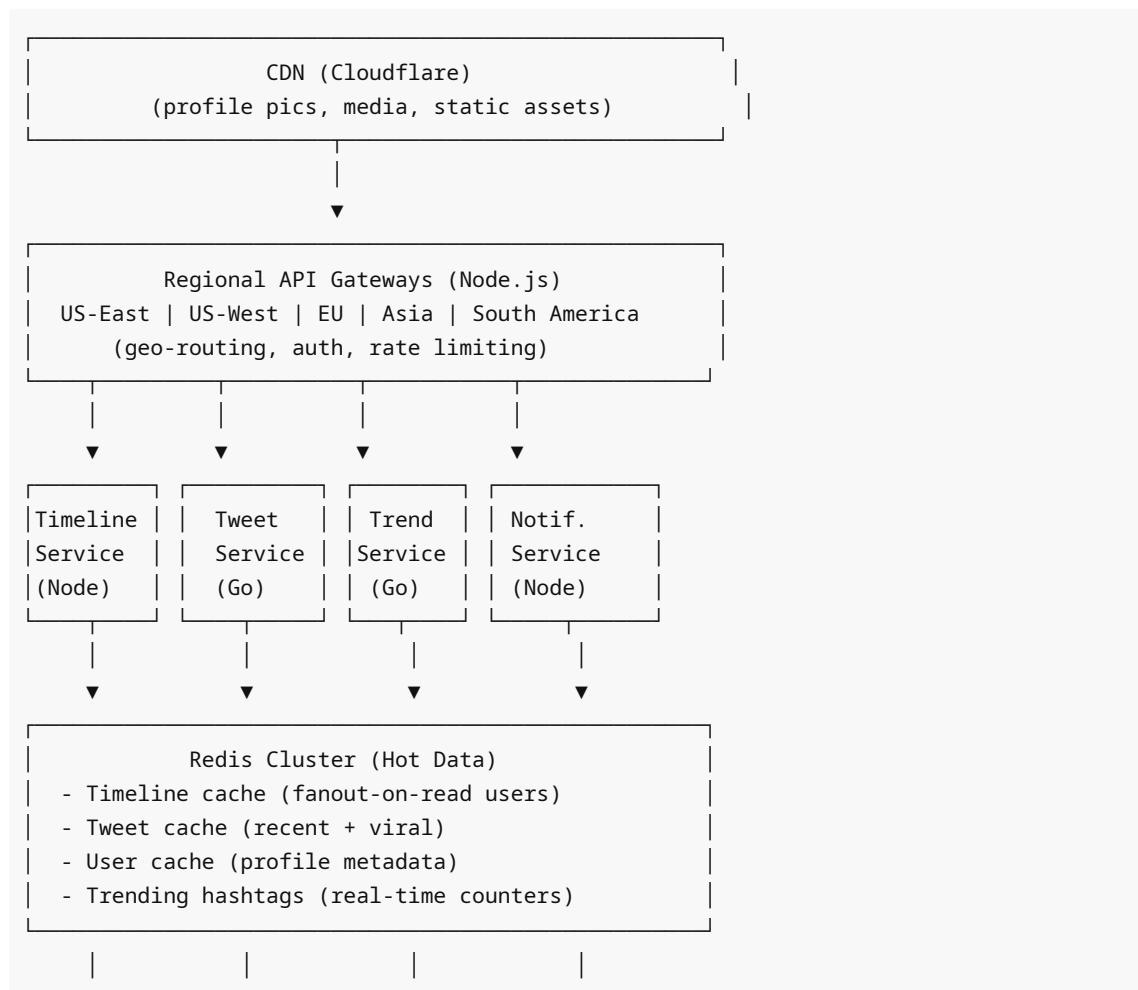 CDN (Cloudflare)
(profile pics, media, static assets)
Regional API Gateways (Node.js)
US-East | US-West | EU | Asia | South America
(geo-routing, auth, rate limiting)
Timeline Tweet Trend Notif.
Service Service Service Service
(Node) (Go) (Go) (Node)
Redis Cluster (Hot Data)
- Timeline cache (fanout-on-read users)
- Tweet cache (recent + viral)
- User cache (profile metadata)
- Trending hashtags (real-time counters)